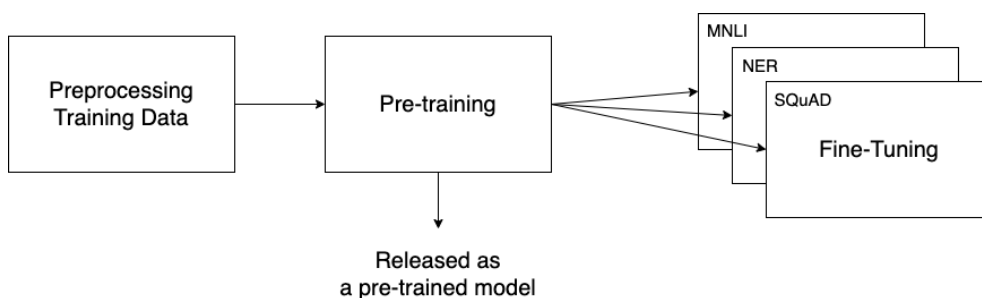 Preprocessing
Training Data
Pre-training
Released as
a pre-trained model
MNLI
NER
SQuAD
Fine-Tuning